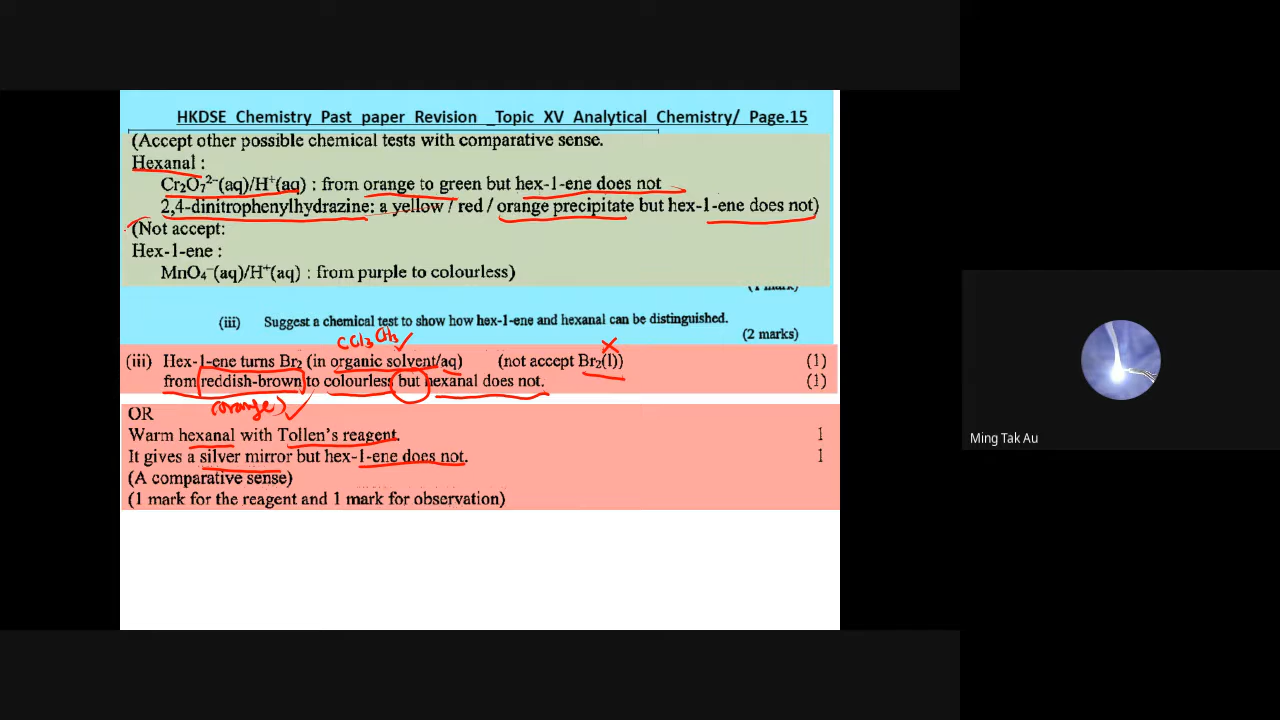 HKDSE Chemistry Past paper Revision _Topic XV Analytical Chemistry/ Page.15
(Accept other possible chemical tests with comparative sense.
Hexanal :
Cr₂O₇²⁻(aq)/H⁺(aq) : from orange to green but hex-1-ene does not
2,4-dinitrophenylhydrazine: a yellow / red / orange precipitate but hex-1-ene does not)
(Not accept:
Hex-1-ene :
MnO₄⁻(aq)/H⁺(aq) : from purple to colourless)
(1 mark)
(iii) Suggest a chemical test to show how hex-1-ene and hexanal can be distinguished.
(2 marks)
CCl₃CH₃ ✓ X
(iii) Hex-1-ene turns Br₂ (in organic solvent/aq) (not accept Br₂(l)) (1)
from reddish-brown to colourless but hexanal does not. (1)
(orange) ✓
OR
Warm hexanal with Tollen's reagent. 1
It gives a silver mirror but hex-1-ene does not. 1
(A comparative sense)
(1 mark for the reagent and 1 mark for observation)
Ming Tak Au